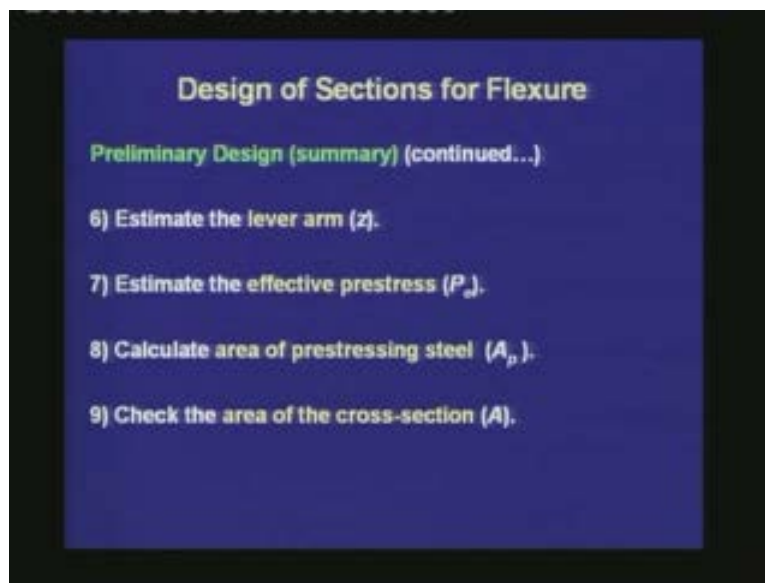 Design of Sections for Flexure
Preliminary Design (summary) (continued...)
6) Estimate the lever arm (z).
7) Estimate the effective prestress (Pₑ).
8) Calculate area of prestressing steel (Aₚ).
9) Check the area of the cross-section (A).